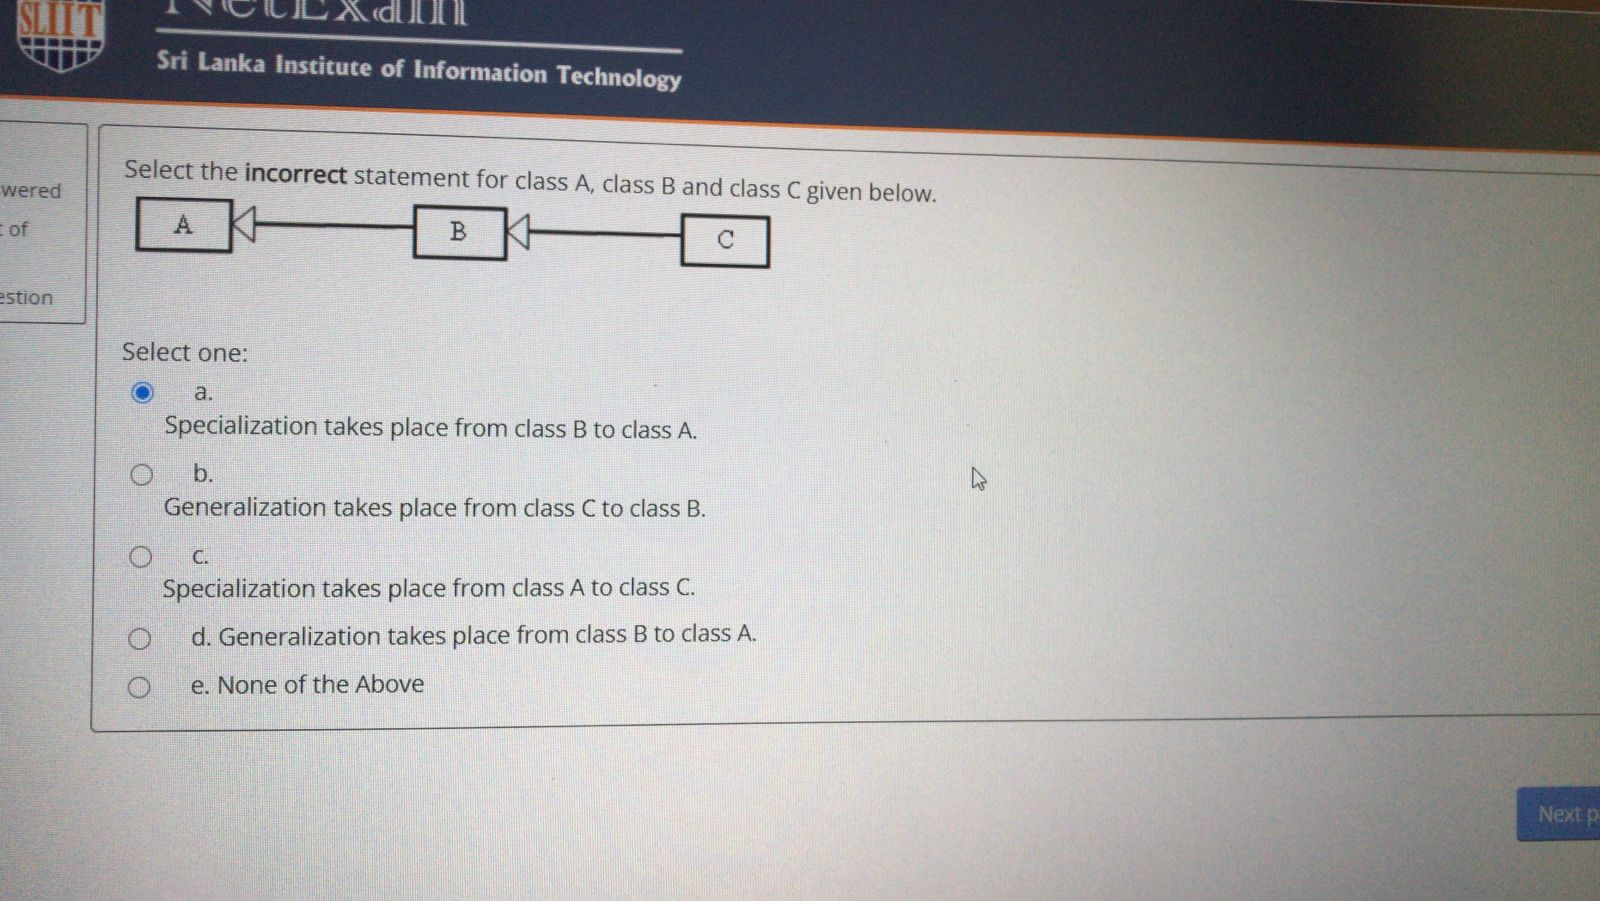 SLIIT
NetExam
Sri Lanka Institute of Information Technology
wered
of
estion
Select the incorrect statement for class A, class B and class C given below.
A B C
Select one:
a.
Specialization takes place from class B to class A.
b.
Generalization takes place from class C to class B.
c.
Specialization takes place from class A to class C.
d. Generalization takes place from class B to class A.
e. None of the Above
Next p